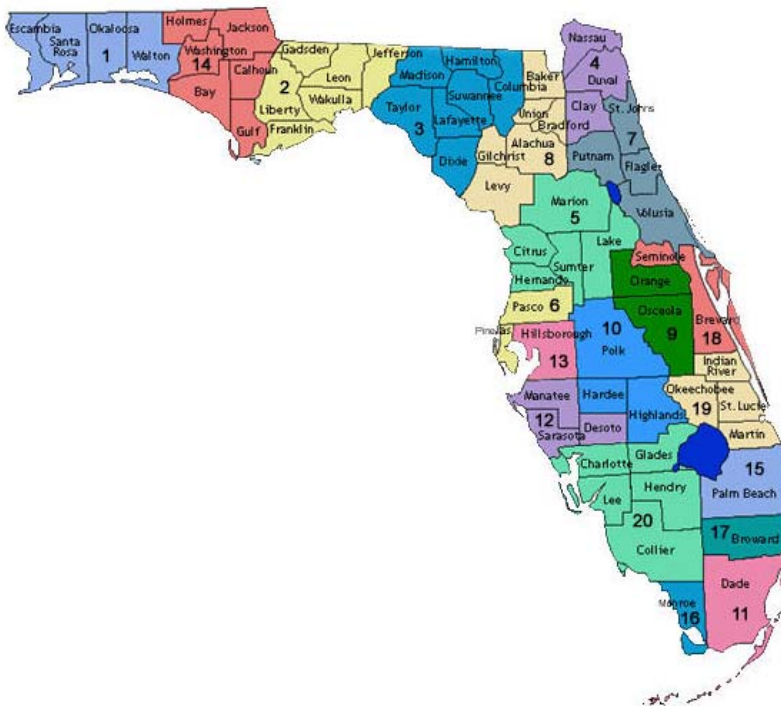 Escambia
Santa
Rosa
Okaloosa
1
Walton
Holmes
Jackson
Washington
14
Calhoun
Bay
Gulf
Gadsden
2
Leon
Jefferson
Liberty
Wakulla
Franklin
Madison
Hamilton
Taylor
Suwannee
Columbia
3
Lafayette
Dixie
Nassau
4
Duval
Baker
Union
Bradford
Clay
St. Johns
7
Alachua
8
Gilchrist
Putnam
Flagler
Levy
Volusia
Marion
5
Citrus
Lake
Sumter
Hernando
Seminole
Orange
Pasco
6
Osceola
9
Brevard
18
Pinellas
Hillsborough
13
10
Polk
Indian
River
Okeechobee
19
St. Lucie
Martin
Manatee
12
Sarasota
Hardee
Desoto
Highlands
Charlotte
Glades
15
Palm Beach
Lee
Hendry
20
Collier
17
Broward
Dade
11
Monroe
16